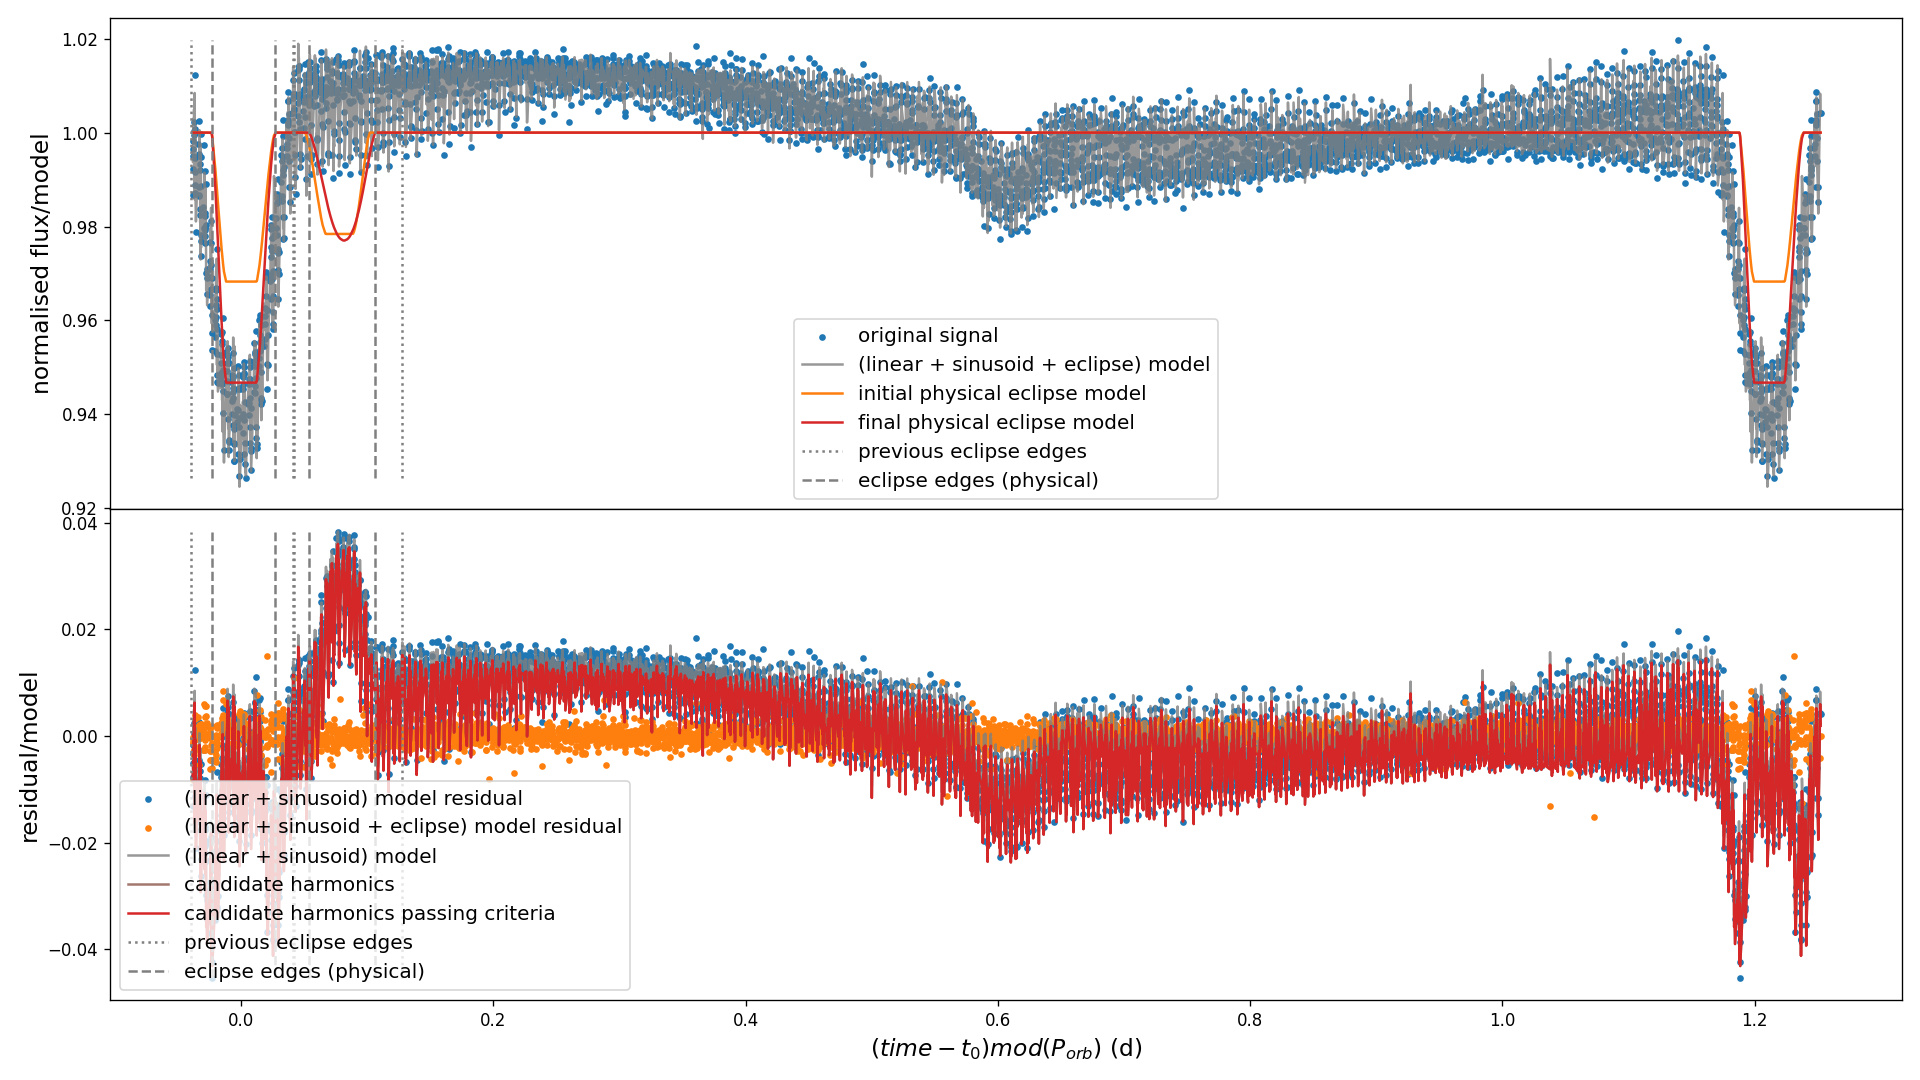 normalised flux/model
1.02
1.00
0.98
0.96
0.94
0.92
original signal
(linear + sinusoid + eclipse) model
initial physical eclipse model
final physical eclipse model
previous eclipse edges
eclipse edges (physical)
residual/model
0.04
0.02
0.00
−0.02
−0.04
(linear + sinusoid) model residual
(linear + sinusoid + eclipse) model residual
(linear + sinusoid) model
candidate harmonics
candidate harmonics passing criteria
previous eclipse edges
eclipse edges (physical)
0.0 0.2 0.4 0.6 0.8 1.0 1.2
(time − t₀)mod(Pₒᵣb) (d)